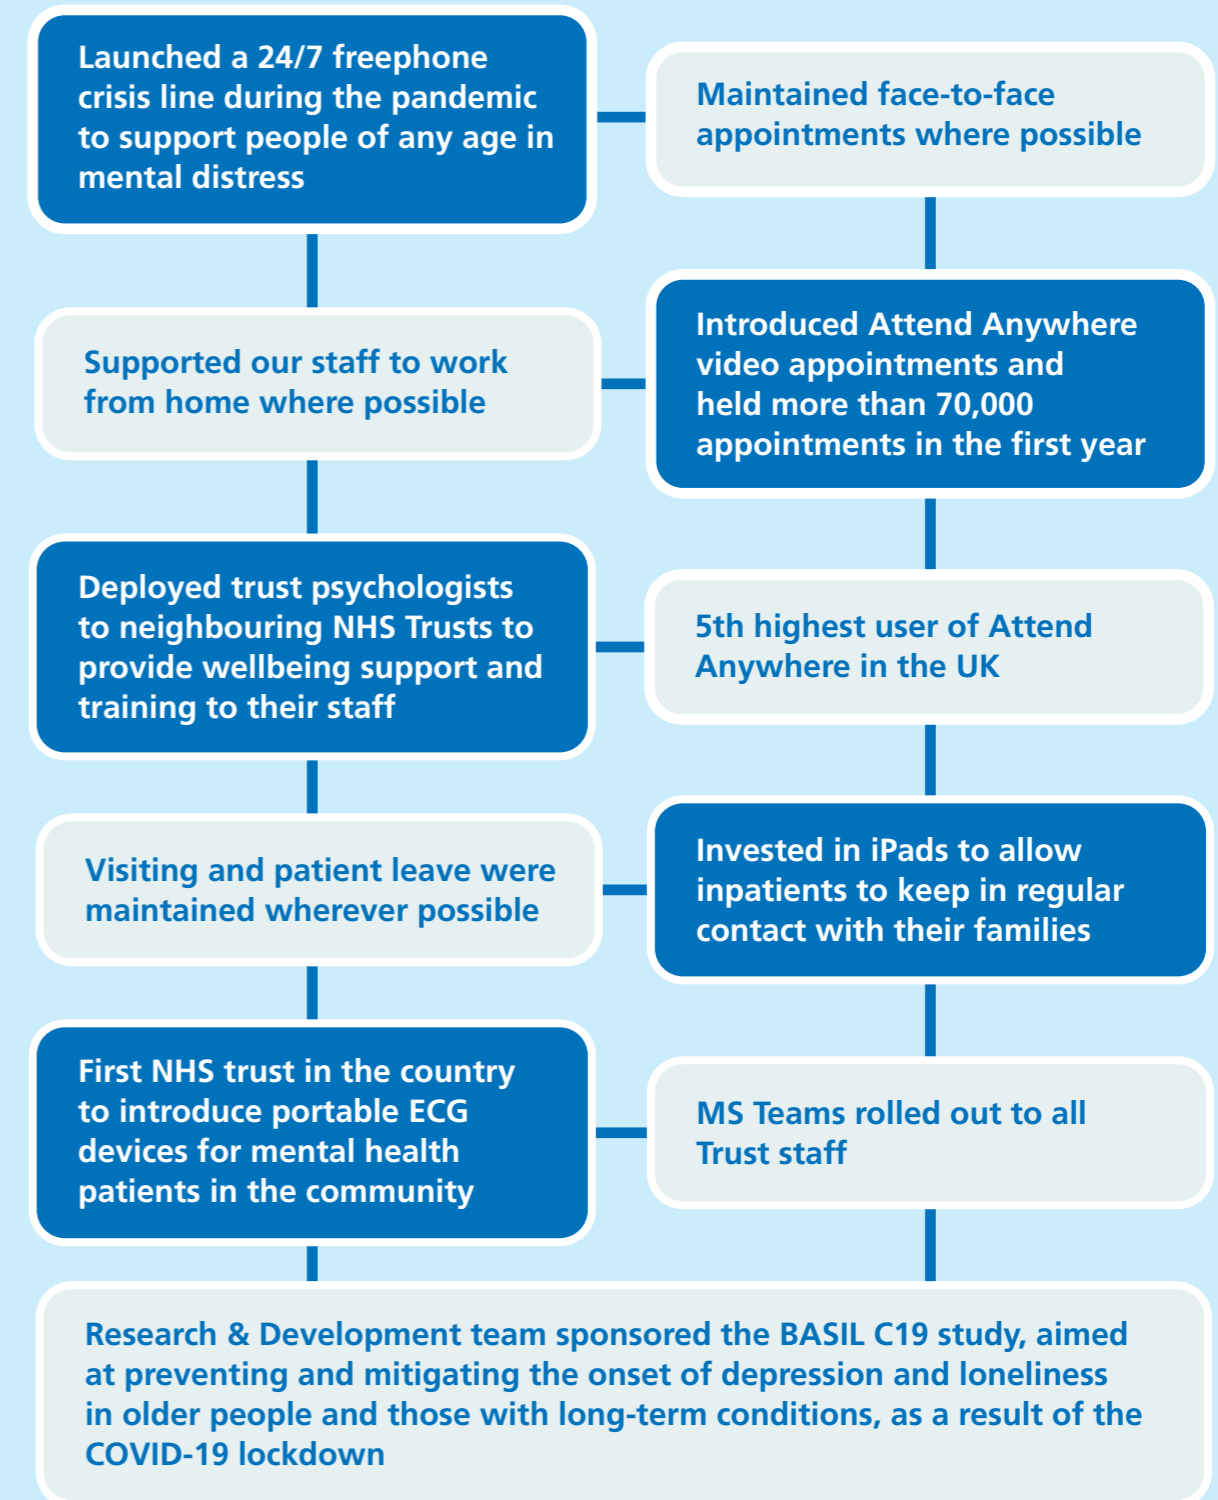 Launched a 24/7 freephone
crisis line during the pandemic
to support people of any age in
mental distress
Maintained face-to-face
appointments where possible
Supported our staff to work
from home where possible
Introduced Attend Anywhere
video appointments and
held more than 70,000
appointments in the first year
Deployed trust psychologists
to neighbouring NHS Trusts to
provide wellbeing support and
training to their staff
5th highest user of Attend
Anywhere in the UK
Visiting and patient leave were
maintained wherever possible
Invested in iPads to allow
inpatients to keep in regular
contact with their families
First NHS trust in the country
to introduce portable ECG
devices for mental health
patients in the community
MS Teams rolled out to all
Trust staff
Research & Development team sponsored the BASIL C19 study, aimed
at preventing and mitigating the onset of depression and loneliness
in older people and those with long-term conditions, as a result of the
COVID-19 lockdown